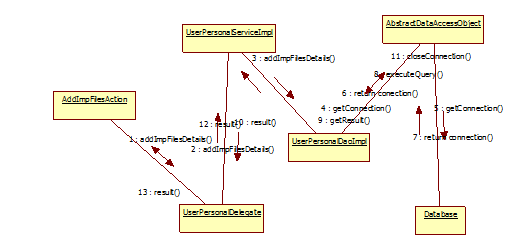 AbstractDataAccessObject
UserPersonalServiceImpl
11 : closeConnection()
3 : addImpFilesDetails()
8 : executeQuery()
6 : return conection()
AddImpFilesAction
4 : getConnection()
5 : getConnection()
9 : getResult()
12 : result()
10 : result()
1 : addImpFilesDetails()
7 : return connection()
UserPersonalDaoImpl
2 : addImpFilesDetails()
13 : result()
UserPersonalDelegate
Database